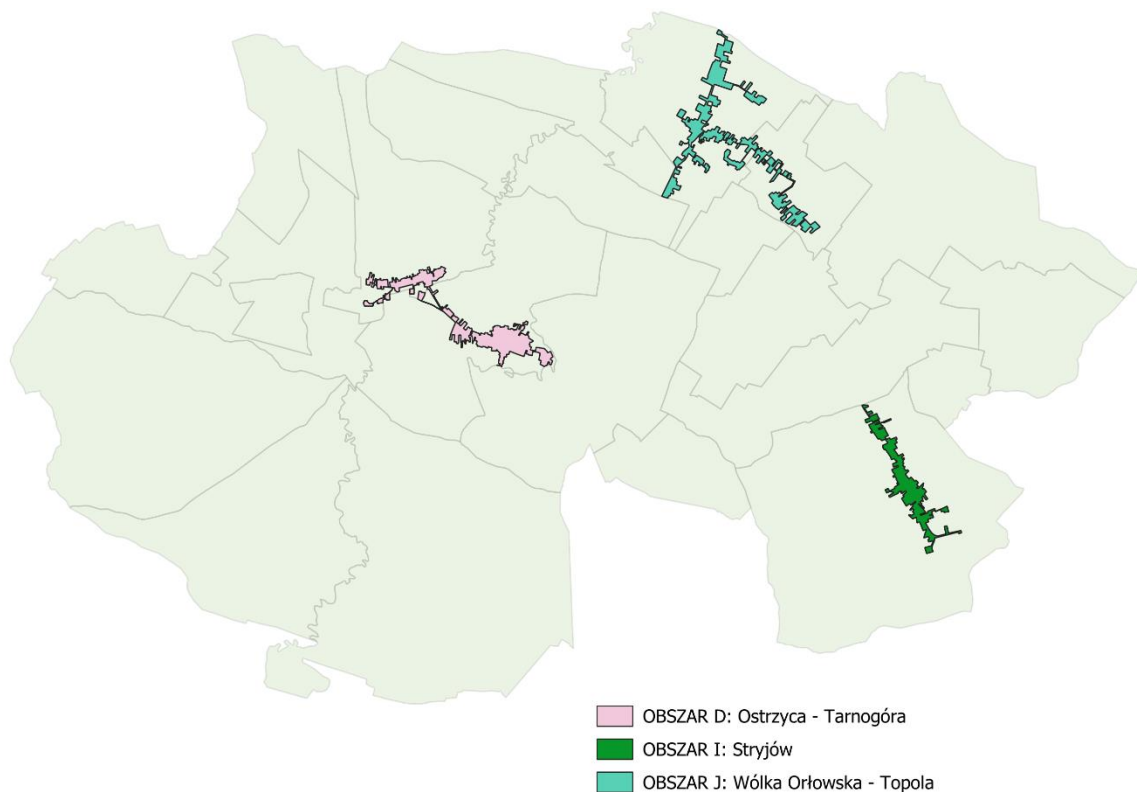 OBSZAR D: Ostrzyca - Tarnogóra
OBSZAR I: Stryjów
OBSZAR J: Wólka Orłowska - Topola